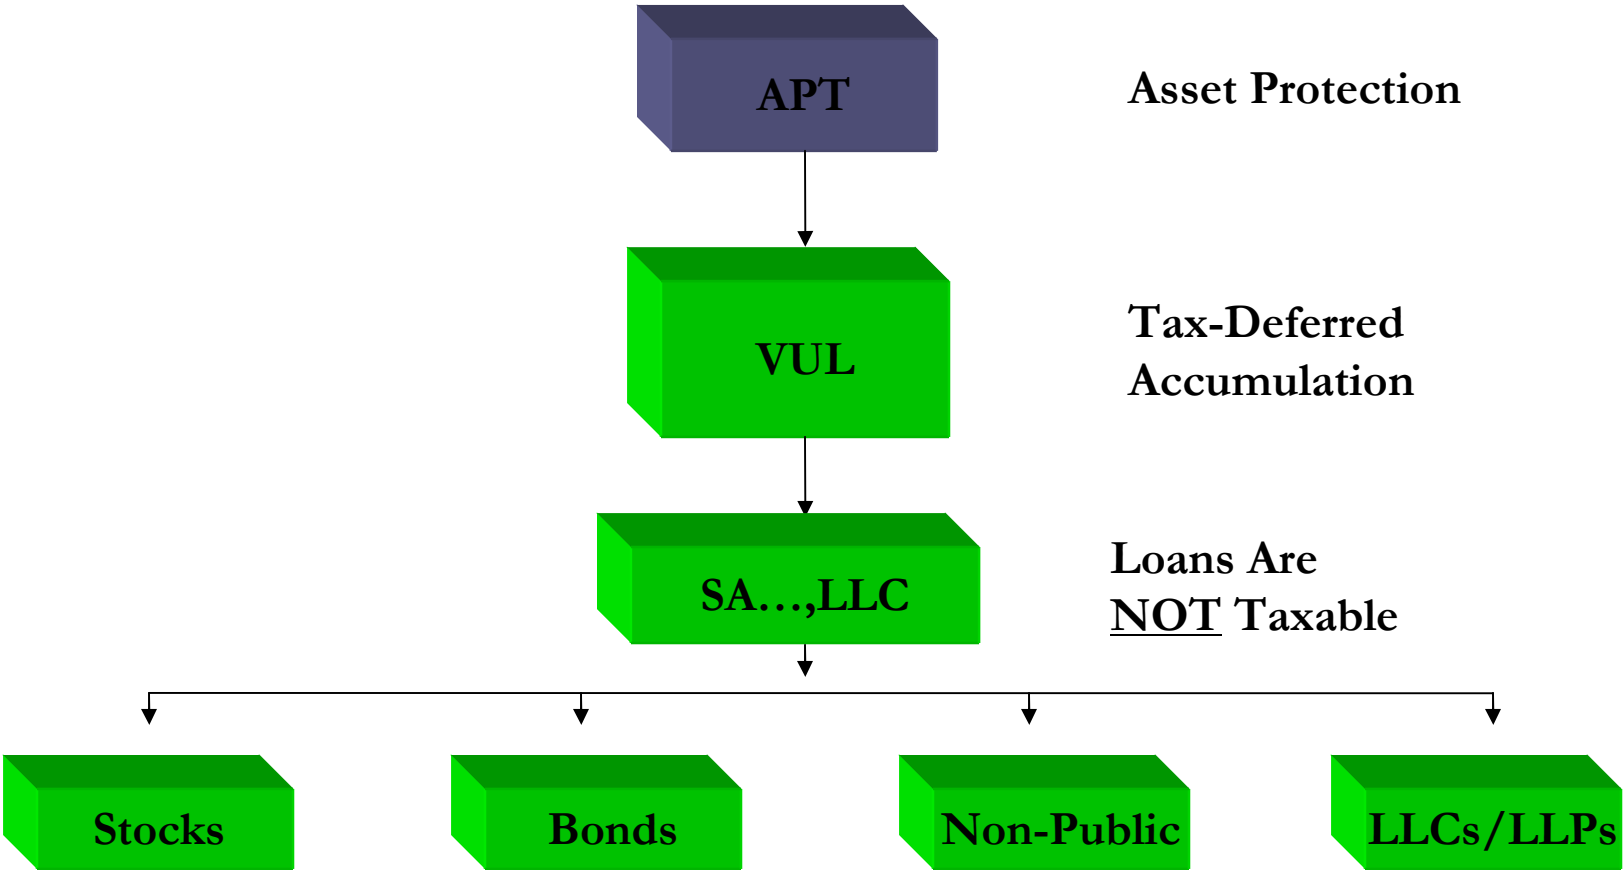 APT
Asset Protection
VUL
Tax-Deferred
Accumulation
SA...,LLC
Loans Are
NOT Taxable
Stocks
Bonds
Non-Public
LLCs/LLPs